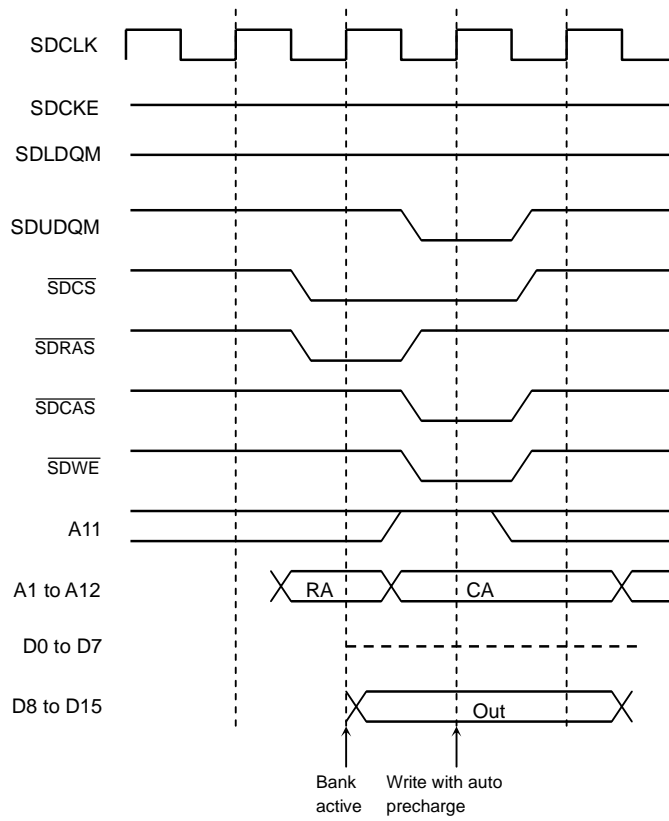 SDCLK
SDCKE
SDLDQM
SDUDQM
SDCS
SDRAS
SDCAS
SDWE
A11
A1 to A12
RA
CA
D0 to D7
D8 to D15
Out
Bank
active
Write with auto
precharge